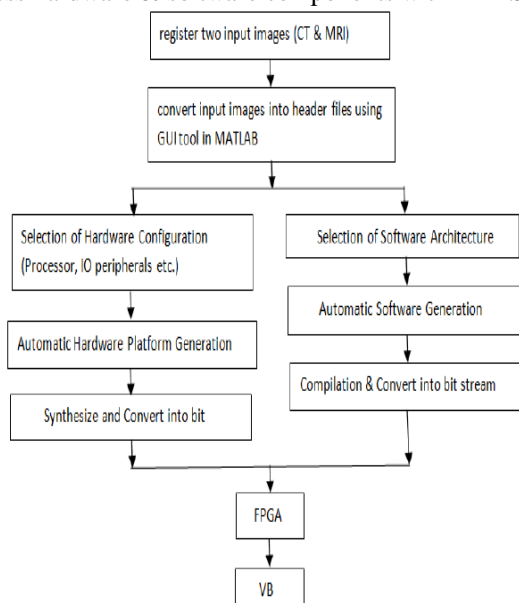 register two input images (CT & MRI)
convert input images into header files using
GUI tool in MATLAB
Selection of Hardware Configuration
(Processor, IO peripherals etc.)
Automatic Hardware Platform Generation
Synthesize and Convert into bit
Selection of Software Architecture
Automatic Software Generation
Compilation & Convert into bit stream
FPGA
VB